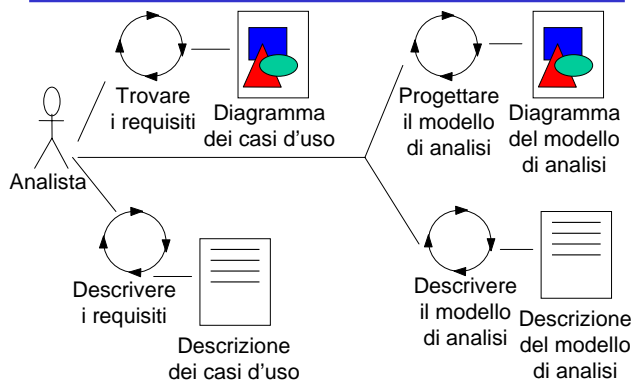 Trovare
i requisiti
Diagramma
dei casi d'uso
Progettare
il modello
di analisi
Diagramma
del modello
di analisi
Analista
Descrivere
i requisiti
Descrizione
dei casi d'uso
Descrivere
il modello
di analisi
Descrizione
del modello
di analisi